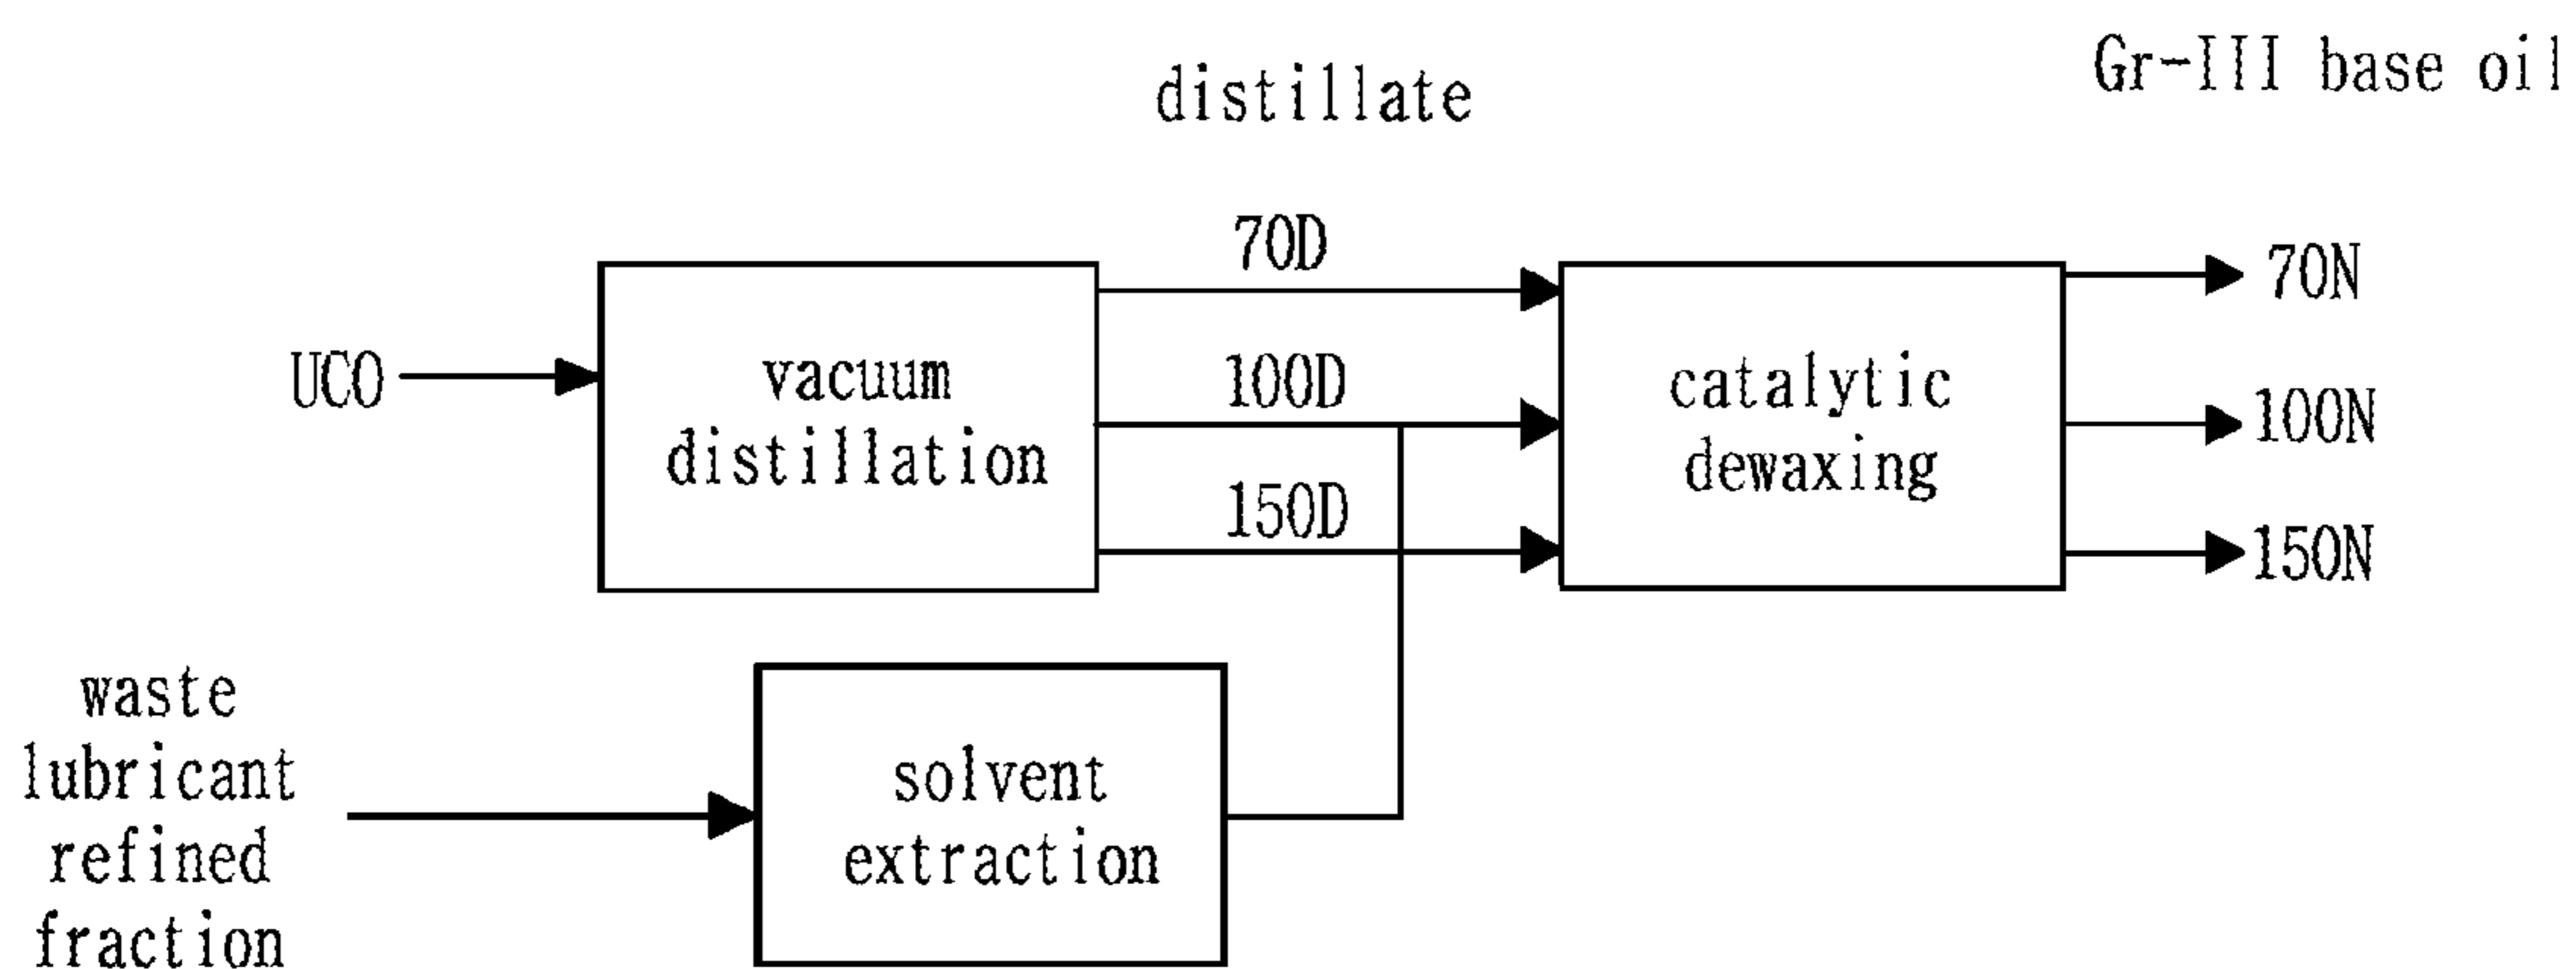 distillate
Gr-III base oil
70D
70N
UCO
vacuum
distillation
100D
catalytic
dewaxing
100N
150D
150N
waste
lubricant
refined
fraction
solvent
extraction